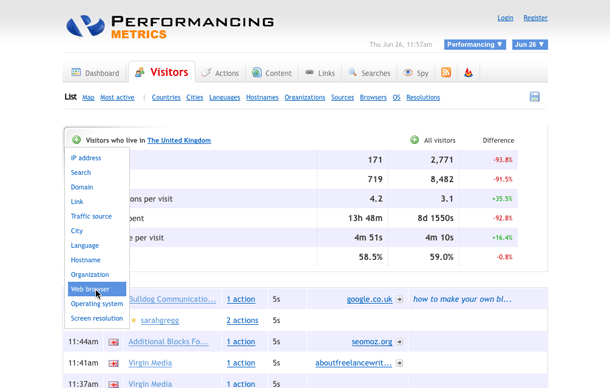 PERFORMANCING
METRICS
Login Register
Thu Jun 26, 11:57am Performancing ▼ Jun 26 ▼
Dashboard Visitors Actions Content Links Searches Spy
List Map Most active | Countries Cities Languages Hostnames Organizations Sources Browsers OS Resolutions
Visitors who live in The United Kingdom All visitors Difference
IP address 171 2,771 -93.8%
Search
Domain 719 8,482 -91.5%
Link ons per visit 4.2 3.1 +35.5%
Traffic source ent 13h 48m 8d 1550s -92.8%
City
Language e per visit 4m 51s 4m 10s +16.4%
Hostname 58.5% 59.0% -0.8%
Organization
Web browser
Bulldog Communicatio... 1 action 5s google.co.uk how to make your own bl...
Operating system
Screen resolution sarahgregg 2 actions 5s
11:44am Additional Blocks Fo... 1 action 5s seomoz.org
11:41am Virgin Media 1 action 5s aboutfreelancewrit...
11:37am Virgin Media 1 action 5s